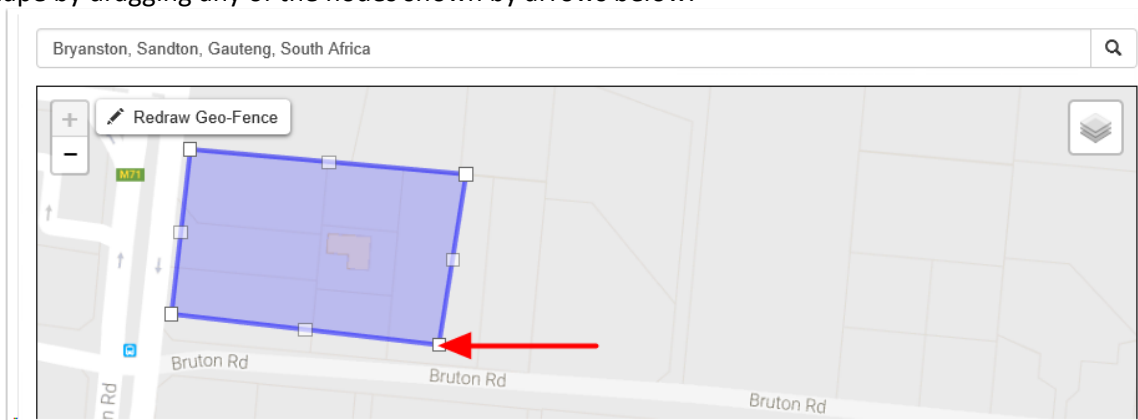 by dragging any of the nodes shown by arrows below.
Bryanston, Sandton, Gauteng, South Africa
Redraw Geo-Fence
+
−
M71
Bruton Rd
Bruton Rd
Bruton Rd
Rd